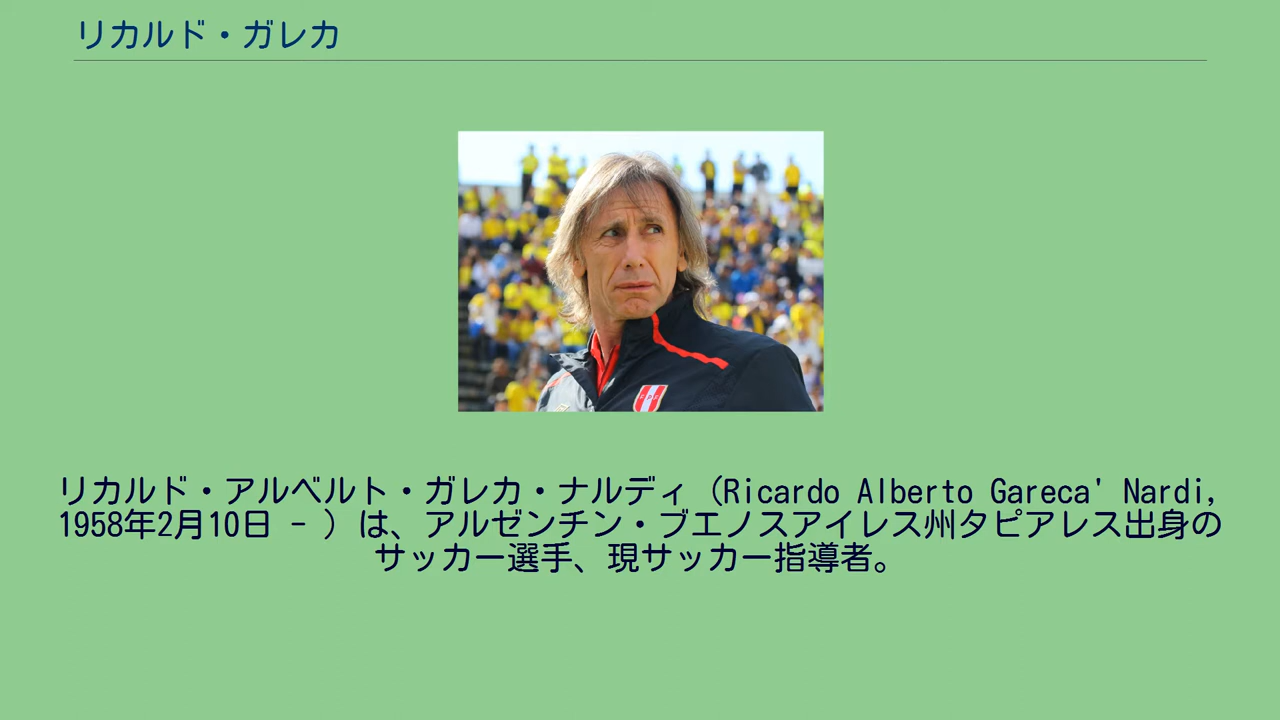 リカルド・ガレカ
リカルド・アルベルト・ガレカ・ナルディ（Ricardo Alberto Gareca' Nardi,
1958年2月10日 - ）は、アルゼンチン・ブエノスアイレス州タピアレス出身の
サッカー選手、現サッカー指導者。